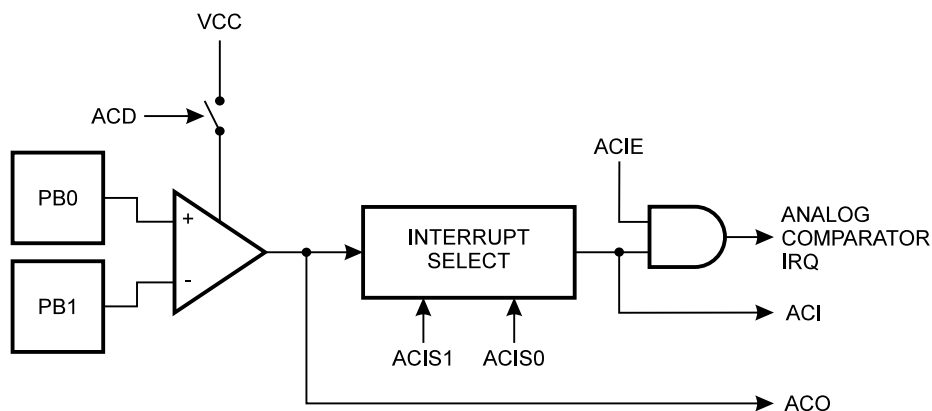 VCC
ACD
ACIE
PB0
+
ANALOG
COMPARATOR
IRQ
INTERRUPT
SELECT
-
PB1
ACI
ACIS1
ACIS0
ACO